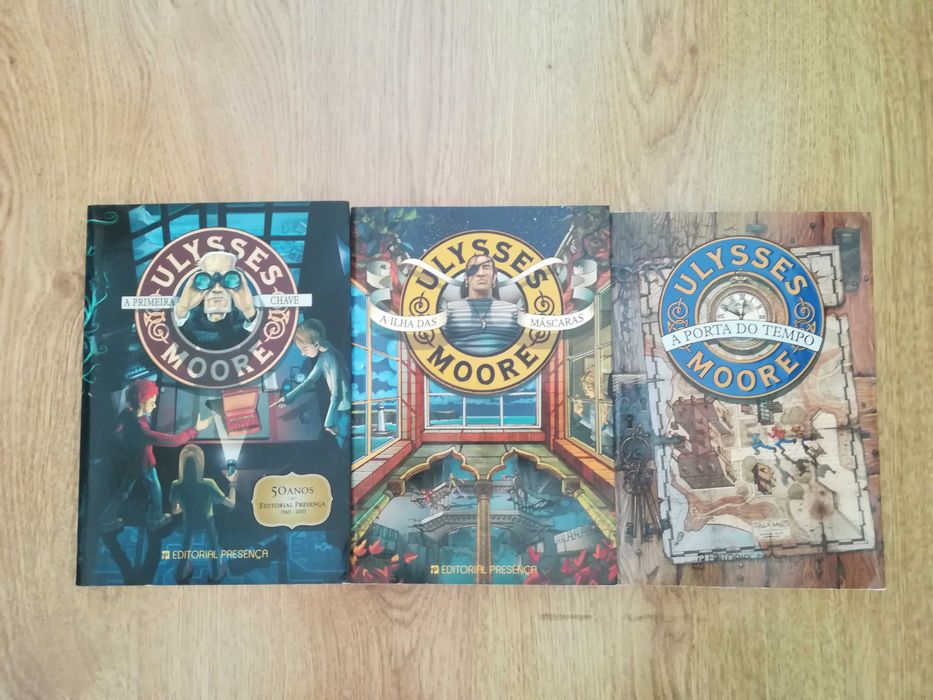 ULYSSES
A PRIMEIRA CHAVE
MOORE
50 ANOS
EDITORIAL PRESENÇA
1960 - 2010
EDITORIAL PRESENÇA
ULYSSES
A ILHA DAS MÁSCARAS
MOORE
EDITORIAL PRESENÇA
ULYSSES
A PORTA DO TEMPO
MOORE